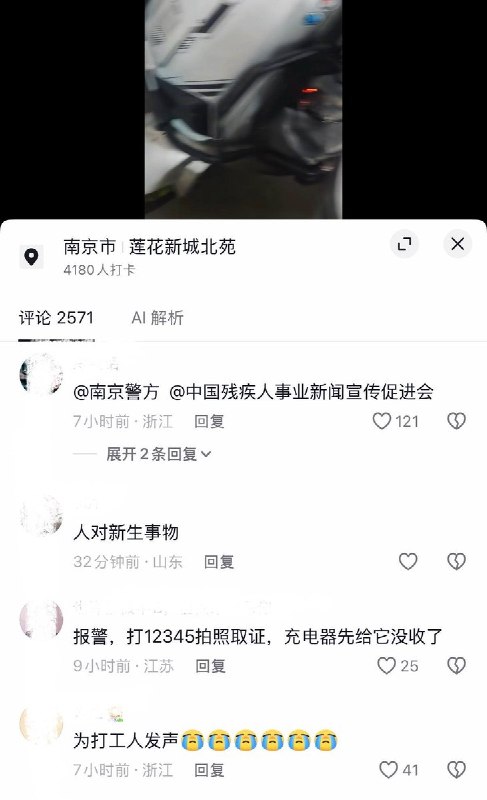 南京市 | 莲花新城北苑
4180人打卡
评论 2571
AI 解析
@南京警方 @中国残疾人事业新闻宣传促进会
7小时前 · 浙江 回复 121
展开 2 条回复
人对新生事物
32分钟前 · 山东 回复
报警，打12345拍照取证，充电器先给它没收了
9小时前 · 江苏 回复 25
为打工人发声😭😭😭😭😭😭
7小时前 · 浙江 回复 41